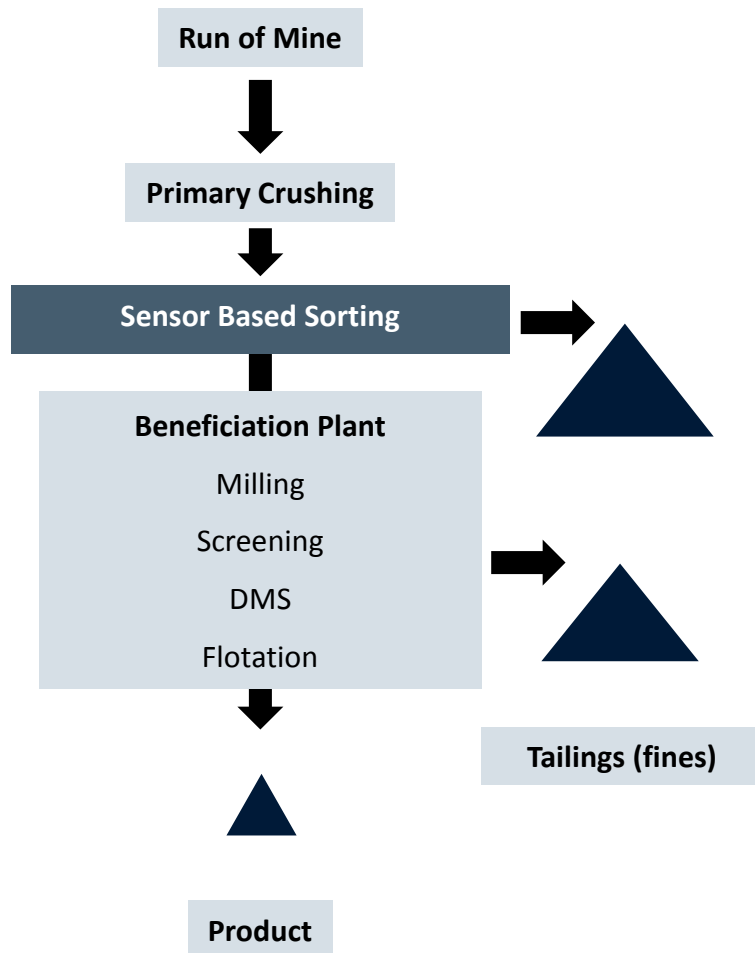 Run of Mine
Primary Crushing
Sensor Based Sorting
Beneficiation Plant
Milling
Screening
DMS
Flotation
Tailings (fines)
Product